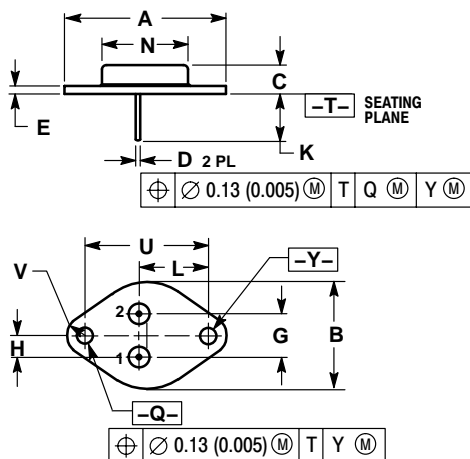 A
N
C
E
–T– SEATING
PLANE
K
D 2 PL
⌖ ∅ 0.13 (0.005) Ⓜ T Q Ⓜ Y Ⓜ
U
L
V
–Y–
2
G
B
H
1
–Q–
⌖ ∅ 0.13 (0.005) Ⓜ T Y Ⓜ